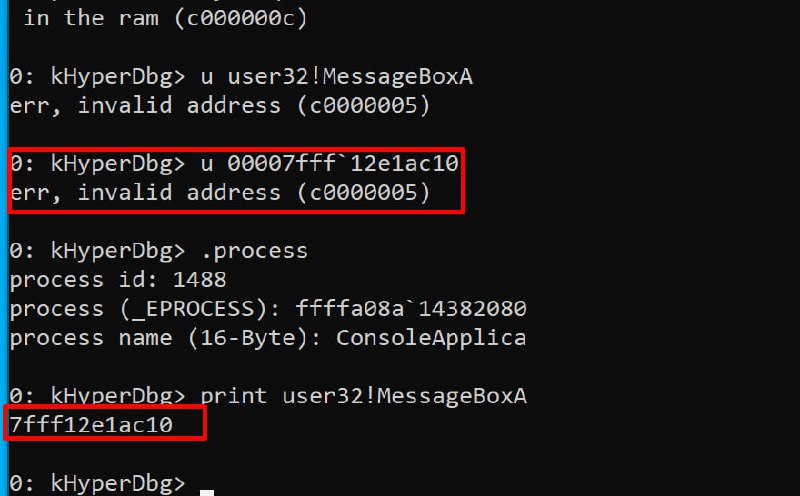 in the ram (c000000c)
0: kHyperDbg> u user32!MessageBoxA
err, invalid address (c0000005)
0: kHyperDbg> u 00007fff`12e1ac10
err, invalid address (c0000005)
0: kHyperDbg> .process
process id: 1488
process (_EPROCESS): ffffa08a`14382080
process name (16-Byte): ConsoleApplica
0: kHyperDbg> print user32!MessageBoxA
7fff12e1ac10
0: kHyperDbg>